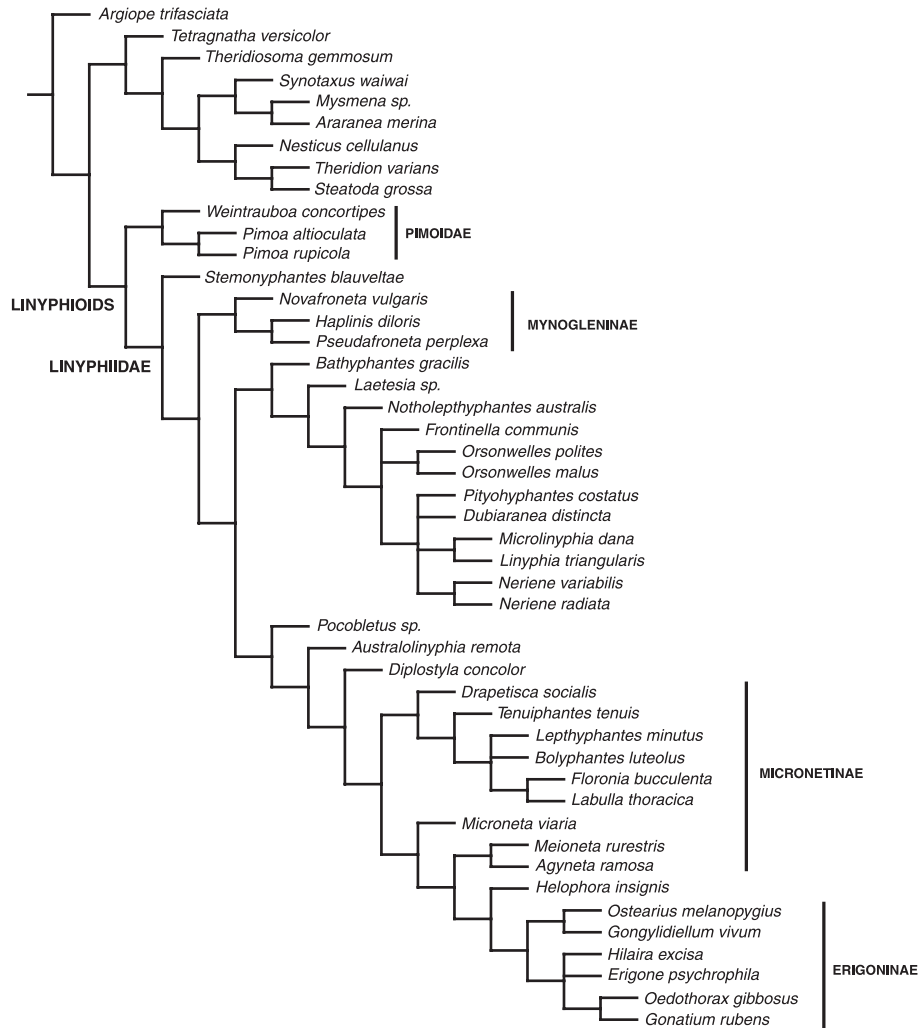 Argiope trifasciata
Tetragnatha versicolor
Theridiosoma gemmosum
Synotaxus waiwai
Mysmena sp.
Araranea merina
Nesticus cellulanus
Theridion varians
Steatoda grossa
Weintrauboa concortipes
Pimoa altioculata
PIMOIDAE
Pimoa rupicola
Stemonyphantes blauveltae
LINYPHIOIDS
Novafroneta vulgaris
Haplinis diloris
MYNOGLENINAE
Pseudafroneta perplexa
LINYPHIIDAE
Bathyphantes gracilis
Laetesia sp.
Notholepthyphantes australis
Frontinella communis
Orsonwelles polites
Orsonwelles malus
Pityohyphantes costatus
Dubiaranea distincta
Microlinyphia dana
Linyphia triangularis
Neriene variabilis
Neriene radiata
Pocobletus sp.
Australolinyphia remota
Diplostyla concolor
Drapetisca socialis
Tenuiphantes tenuis
Lepthyphantes minutus
Bolyphantes luteolus
MICRONETINAE
Floronia bucculenta
Labulla thoracica
Microneta viaria
Meioneta rurestris
Agyneta ramosa
Helophora insignis
Ostearius melanopygius
Gongylidiellum vivum
Hilaira excisa
ERIGONINAE
Erigone psychrophila
Oedothorax gibbosus
Gonatium rubens